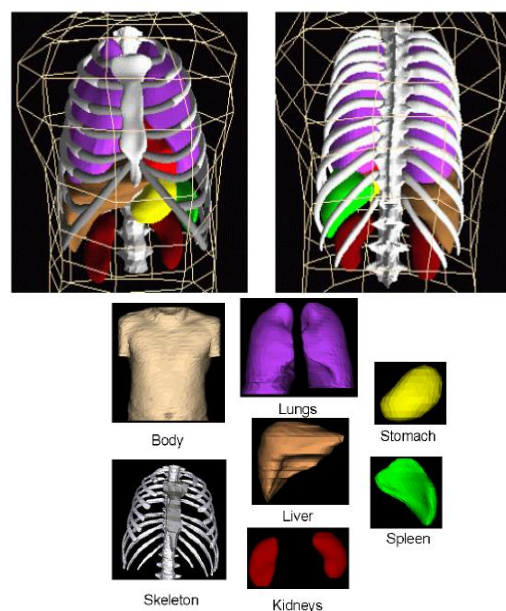 Lungs
Stomach
Body
Liver
Spleen
Skeleton
Kidneys